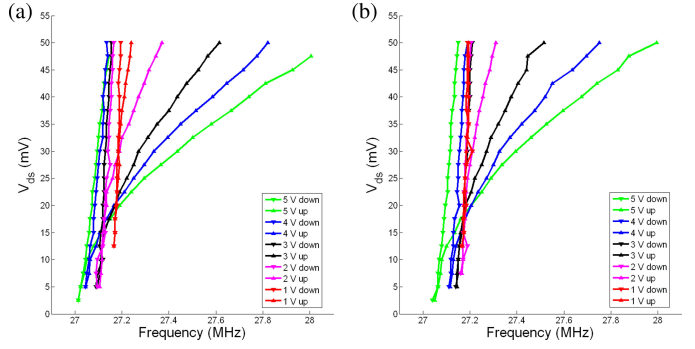 (a)
55
50
45
40
35
30
25
20
15
10
5
0
V_ds (mV)
27 27.2 27.4 27.6 27.8 28
Frequency (MHz)
5 V down
5 V up
4 V down
4 V up
3 V down
3 V up
2 V down
2 V up
1 V down
1 V up
(b)
55
50
45
40
35
30
25
20
15
10
5
0
V_ds (mV)
27 27.2 27.4 27.6 27.8 28
Frequency (MHz)
5 V down
5 V up
4 V down
4 V up
3 V down
3 V up
2 V down
2 V up
1 V down
1 V up